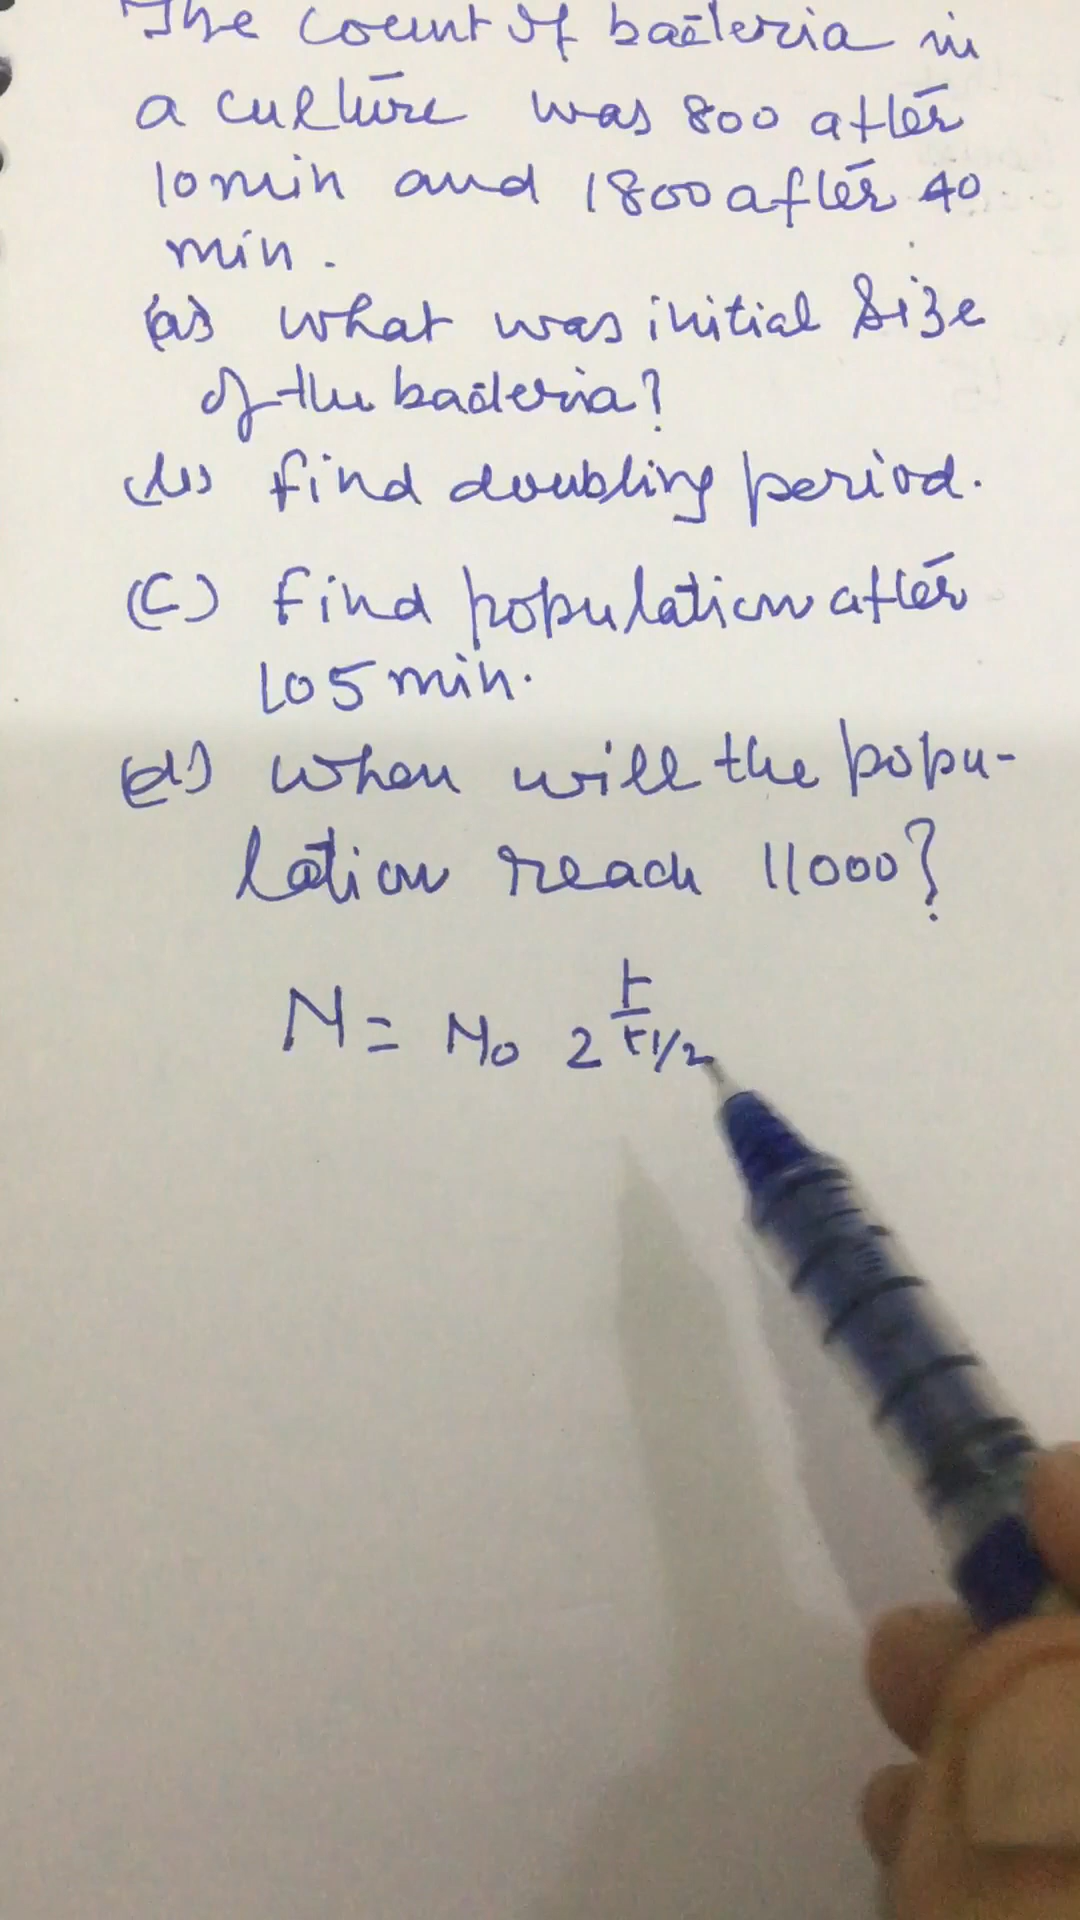 The count of bacteria in
a culture was 800 after
10 min and 1800 after 40
min.
(a) what was initial size
of the bacteria?
(b) find doubling period.
(c) find population after
105 min.
(d) when will the popu-
lation reach 11000?
N = N₀ 2^(t/t1/2)